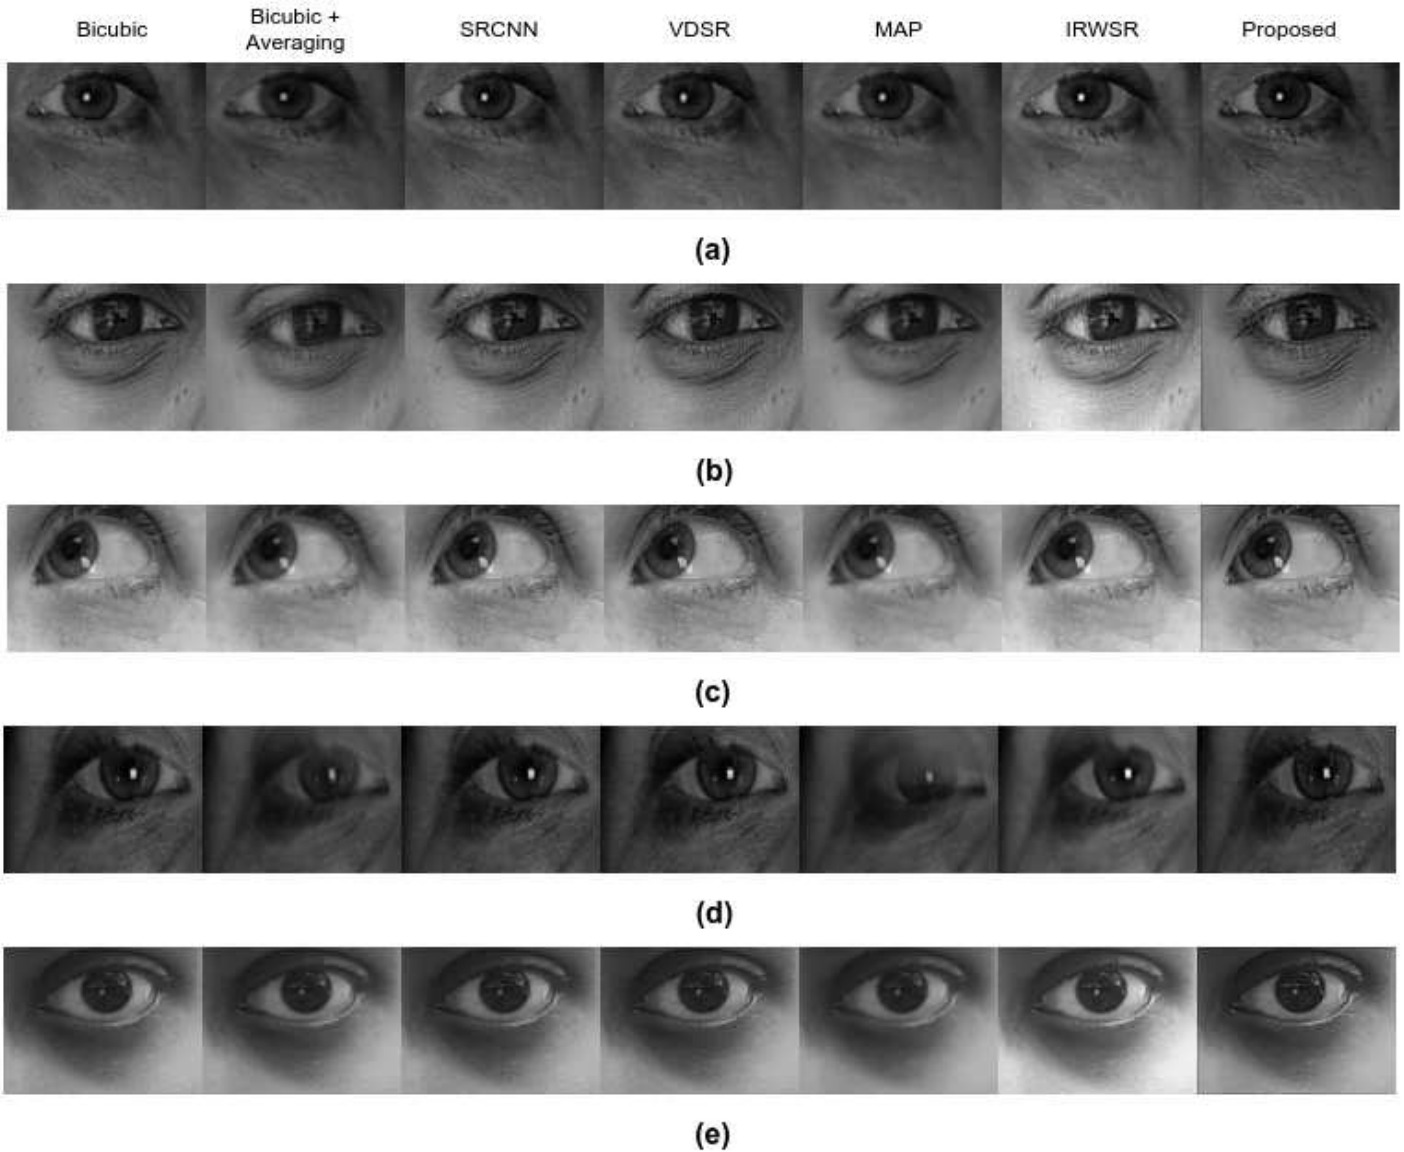 Bicubic
Bicubic +
Averaging
SRCNN
VDSR
MAP
IRWSR
Proposed
(a)
(b)
(c)
(d)
(e)